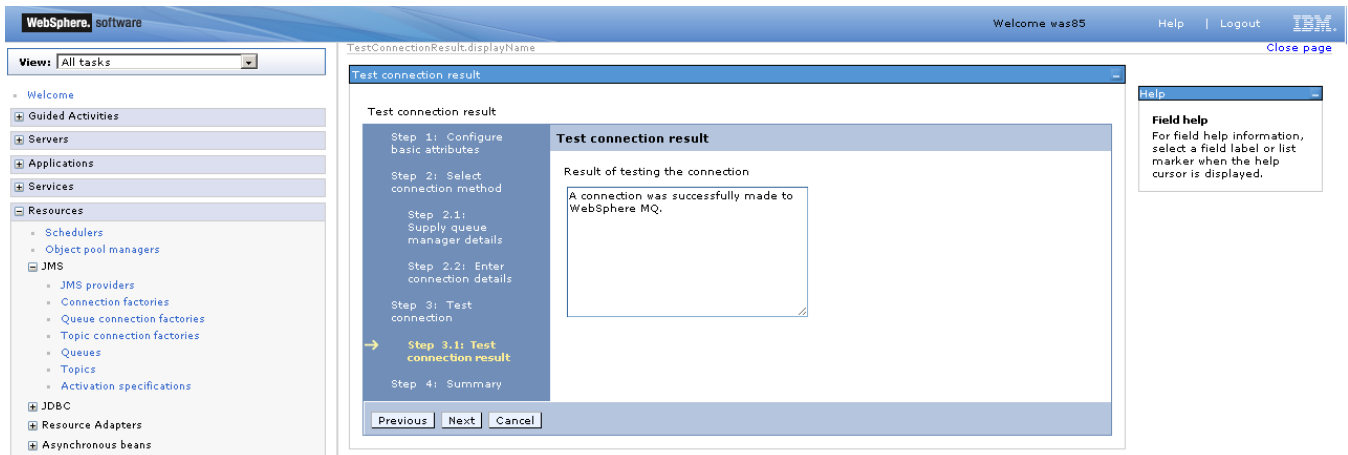 WebSphere. software
Welcome was85
Help | Logout
IBM.
View: All tasks
Welcome
Guided Activities
Servers
Applications
Services
Resources
Schedulers
Object pool managers
JMS
JMS providers
Connection factories
Queue connection factories
Topic connection factories
Queues
Topics
Activation specifications
JDBC
Resource Adapters
Asynchronous beans
TestConnectionResult.displayName
Close page
Test connection result
Test connection result
Step 1: Configure
basic attributes
Step 2: Select
connection method
Step 2.1:
Supply queue
manager details
Step 2.2: Enter
connection details
Step 3: Test
connection
Step 3.1: Test
connection result
Step 4: Summary
Test connection result
Result of testing the connection
A connection was successfully made to
WebSphere MQ.
Previous Next Cancel
Help
Field help
For field help information,
select a field label or list
marker when the help
cursor is displayed.